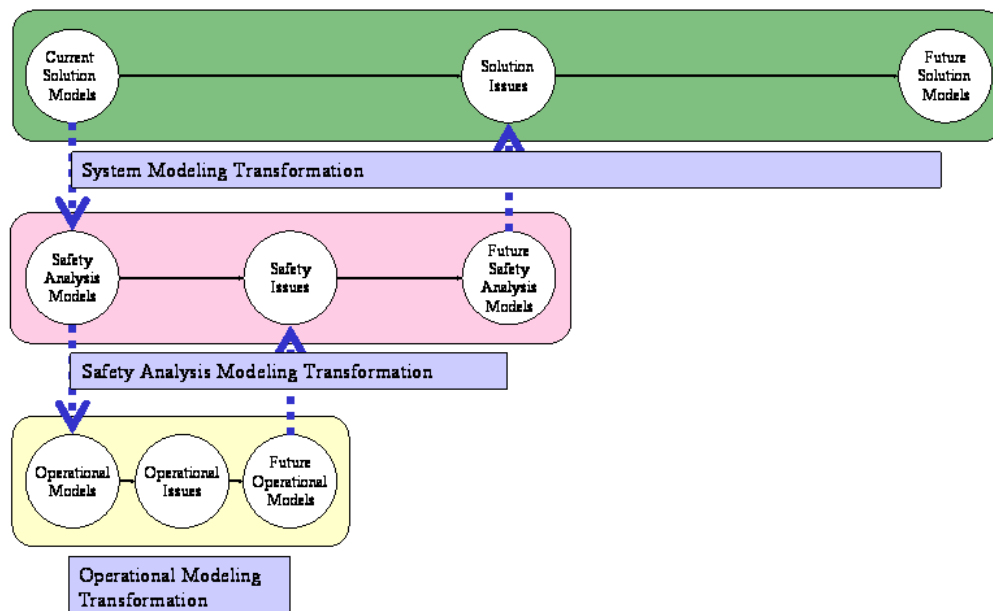 Current
Solution
Models
Solution
Issues
Future
Solution
Models
System Modeling Transformation
Safety
Analysis
Models
Safety
Issues
Future
Safety
Analysis
Models
Safety Analysis Modeling Transformation
Operational
Models
Operational
Issues
Future
Operational
Models
Operational Modeling
Transformation